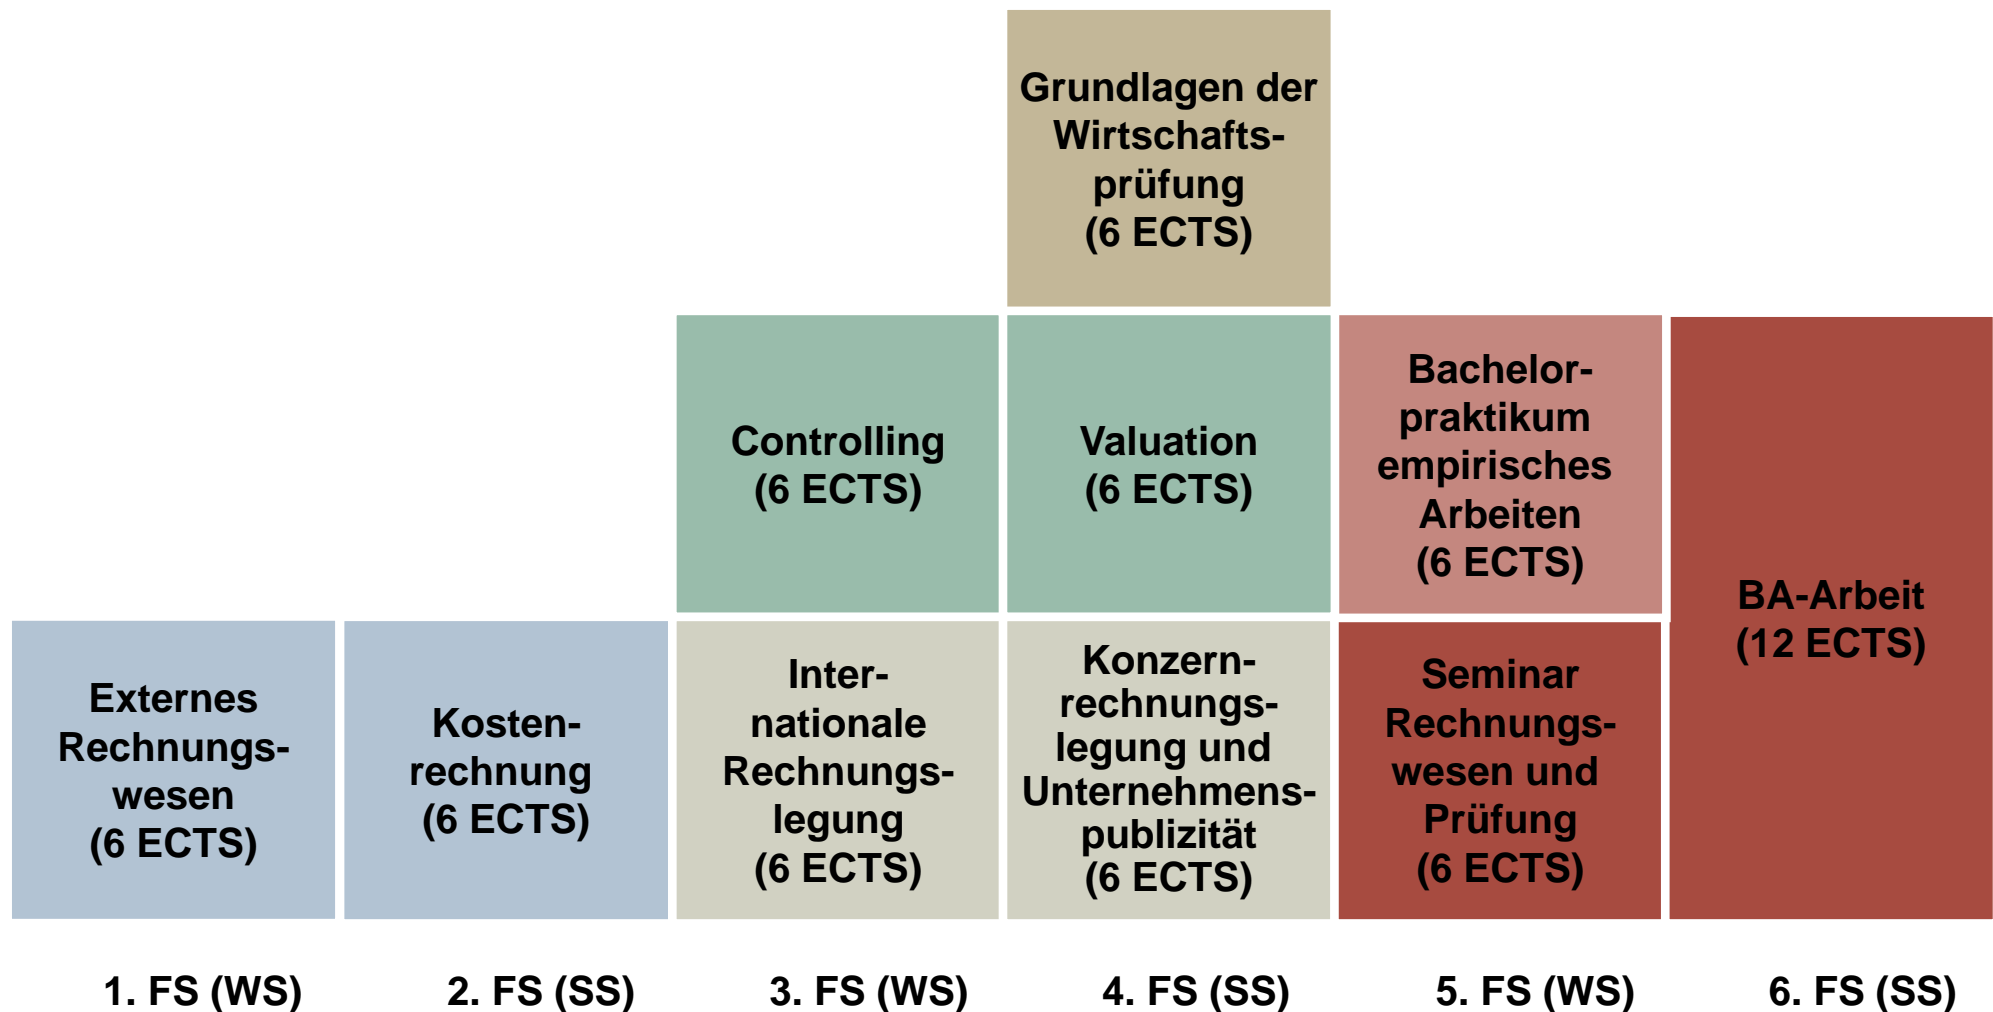 Grundlagen der
Wirtschafts-
prüfung
(6 ECTS)
Controlling
(6 ECTS)
Valuation
(6 ECTS)
Bachelor-
praktikum
empirisches
Arbeiten
(6 ECTS)
BA-Arbeit
(12 ECTS)
Externes
Rechnungs-
wesen
(6 ECTS)
Kosten-
rechnung
(6 ECTS)
Inter-
nationale
Rechnungs-
legung
(6 ECTS)
Konzern-
rechnungs-
legung und
Unternehmens-
publizität
(6 ECTS)
Seminar
Rechnungs-
wesen und
Prüfung
(6 ECTS)
1. FS (WS)
2. FS (SS)
3. FS (WS)
4. FS (SS)
5. FS (WS)
6. FS (SS)